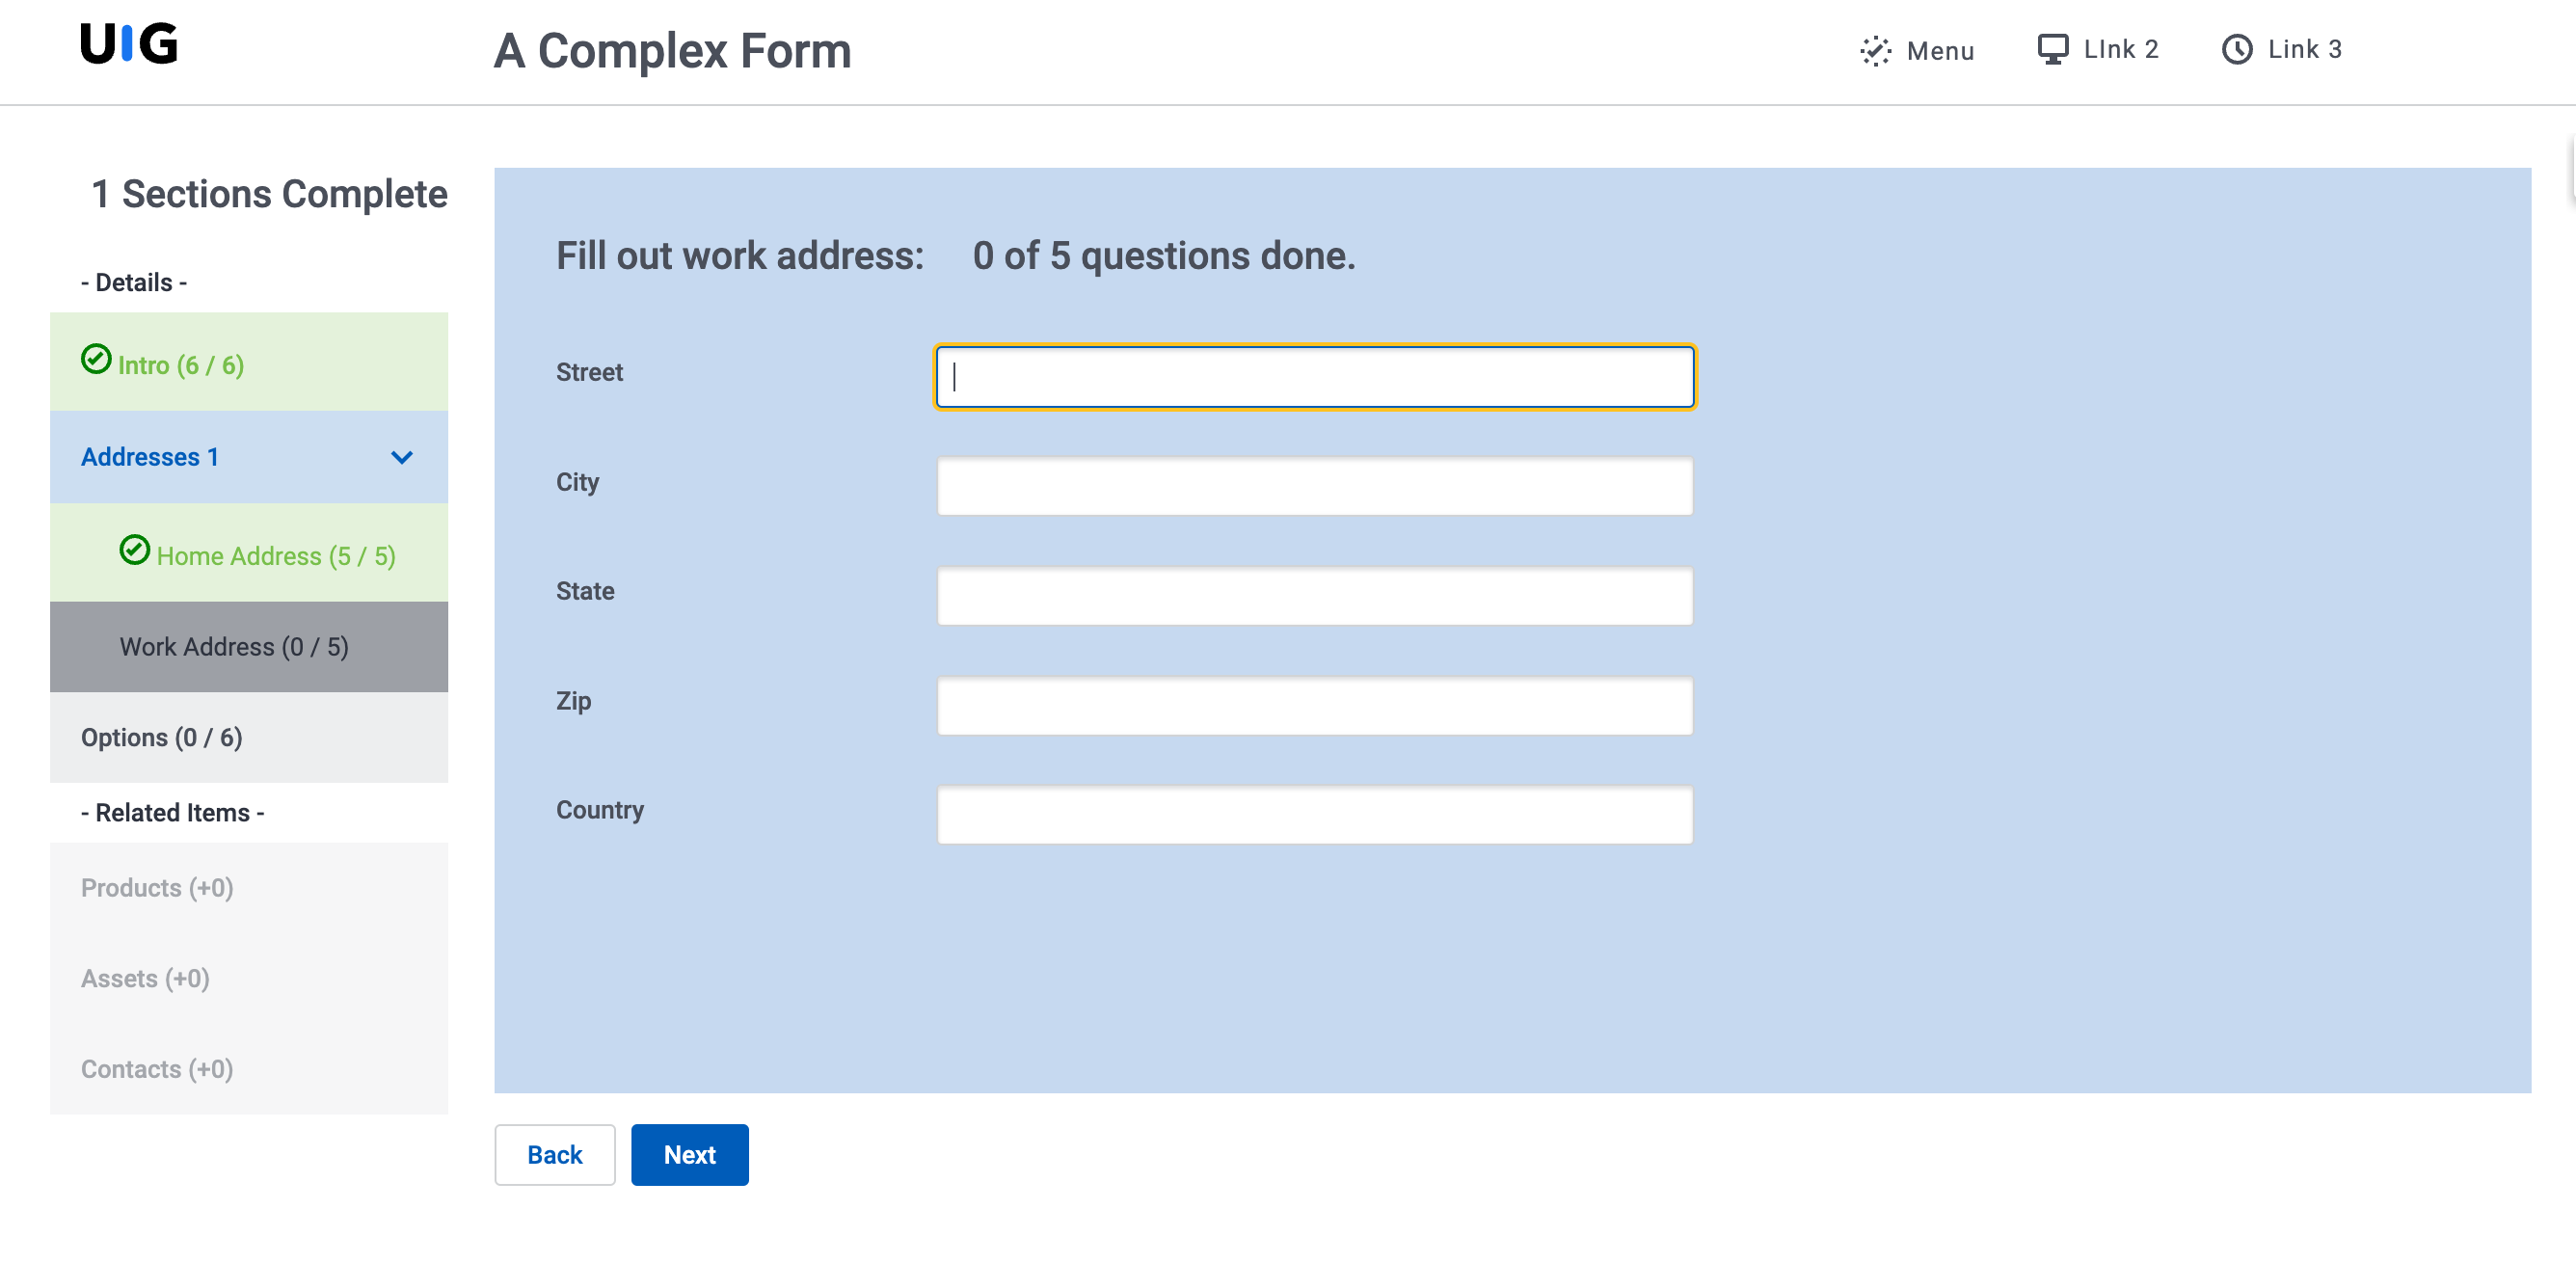 UIG
A Complex Form
Menu
LInk 2
Link 3
1 Sections Complete
- Details -
Intro (6 / 6)
Addresses 1
Home Address (5 / 5)
Work Address (0 / 5)
Options (0 / 6)
- Related Items -
Products (+0)
Assets (+0)
Contacts (+0)
Fill out work address: 0 of 5 questions done.
Street
City
State
Zip
Country
Back
Next